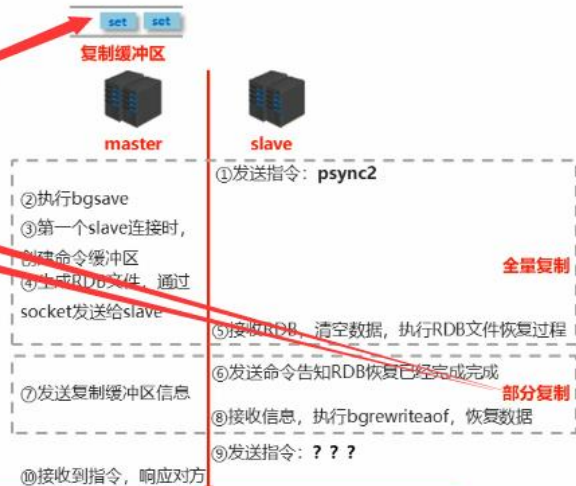 set set
复制缓冲区
master slave
①发送指令：psync2
②执行bgsave
③第一个slave连接时，
创建命令缓冲区
全量复制
④生成RDB文件，通过
socket发送给slave
⑤接收RDB，清空数据，执行RDB文件恢复过程
⑥发送命令告知RDB恢复已经完成完成
⑦发送复制缓冲区信息
部分复制
⑧接收信息，执行bgrewriteaof，恢复数据
⑨发送指令：？？？
⑩接收到指令，响应对方